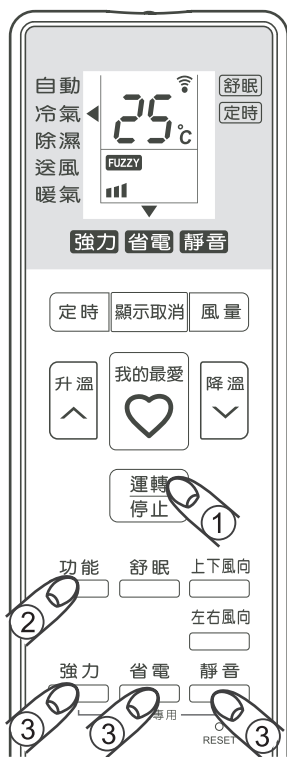 自動 舒眠
冷氣 25°C 定時
除濕
送風 FUZZY
暖氣
強力 省電 靜音
定時 顯示取消 風量
升溫 我的最愛 降溫
運轉
停止
①
功能 舒眠 上下風向
②
左右風向
強力 省電 靜音
③ ③ 專用 ③
RESET